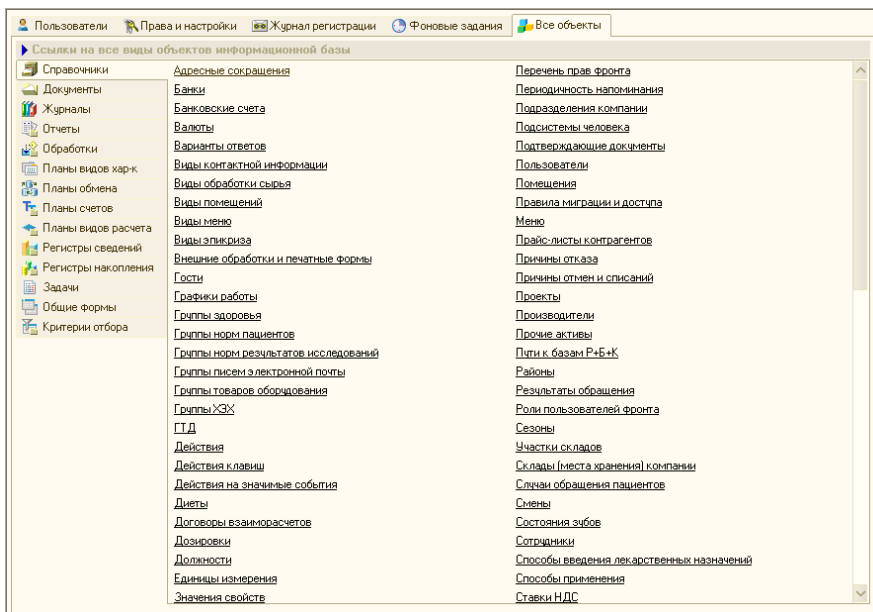 Пользователи
Права и настройки
Журнал регистрации
Фоновые задания
Все объекты
Ссылки на все виды объектов информационной базы
Справочники
Документы
Журналы
Отчеты
Обработки
Планы видов хар-к
Планы обмена
Планы счетов
Планы видов расчета
Регистры сведений
Регистры накопления
Задачи
Общие формы
Критерии отбора
Адресные сокращения
Банки
Банковские счета
Валюты
Варианты ответов
Виды контактной информации
Виды обработки сырья
Виды помещений
Виды меню
Виды эпикриза
Внешние обработки и печатные формы
Гости
Графики работы
Группы здоровья
Группы норм пациентов
Группы норм результатов исследований
Группы писем электронной почты
Группы товаров оборудования
Группы ХЭХ
ГТД
Действия
Действия клавиш
Действия на значимые события
Диеты
Договоры взаиморасчетов
Дозировки
Должности
Единицы измерения
Значения свойств
Перечень прав фронта
Периодичность напоминания
Подразделения компании
Подсистемы человека
Подтверждающие документы
Пользователи
Помещения
Правила миграции и доступа
Меню
Прайс-листы контрагентов
Причины отказа
Причины отмен и списаний
Проекты
Производители
Прочие активы
Пути к базам Р+Б+К
Районы
Результаты обращения
Роли пользователей фронта
Сезоны
Участки складов
Склады (места хранения) компании
Случаи обращения пациентов
Смены
Состояния зубов
Сотрудники
Способы введения лекарственных назначений
Способы применения
Ставки НДС